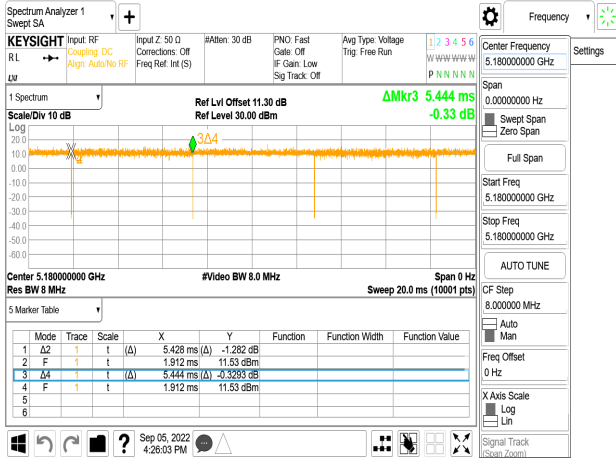 Spectrum Analyzer 1
Swept SA
Frequency
KEYSIGHT
RL
Input: RF
Coupling: DC
Align: Auto/No RF
Input Z: 50 Ω
Corrections: Off
Freq Ref: Int (S)
#Atten: 30 dB
PNO: Fast
Gate: Off
IF Gain: Low
Sig Track: Off
Avg Type: Voltage
Trig: Free Run
1 2 3 4 5 6
W W W W W W
P N N N N N
LXI
1 Spectrum
Scale/Div 10 dB
Ref Lvl Offset 11.30 dB
Ref Level 30.00 dBm
ΔMkr3 5.444 ms
-0.33 dB
Log
20.0
10.0
0.00
-10.0
-20.0
-30.0
-40.0
-50.0
-60.0
3Δ4
Center 5.180000000 GHz
Res BW 8 MHz
#Video BW 8.0 MHz
Span 0 Hz
Sweep 20.0 ms (10001 pts)
5 Marker Table
Mode Trace Scale X Y Function Function Width Function Value
1 Δ2 1 t (Δ) 5.428 ms (Δ) -1.282 dB
2 F 1 t 1.912 ms 11.53 dBm
3 Δ4 1 t (Δ) 5.444 ms (Δ) -0.3293 dB
4 F 1 t 1.912 ms 11.53 dBm
5
6
Sep 05, 2022
4:26:03 PM
Center Frequency
5.180000000 GHz
Settings
Span
0.00000000 Hz
Swept Span
Zero Span
Full Span
Start Freq
5.180000000 GHz
Stop Freq
5.180000000 GHz
AUTO TUNE
CF Step
8.000000 MHz
Auto
Man
Freq Offset
0 Hz
X Axis Scale
Log
Lin
Signal Track
(Span Zoom)